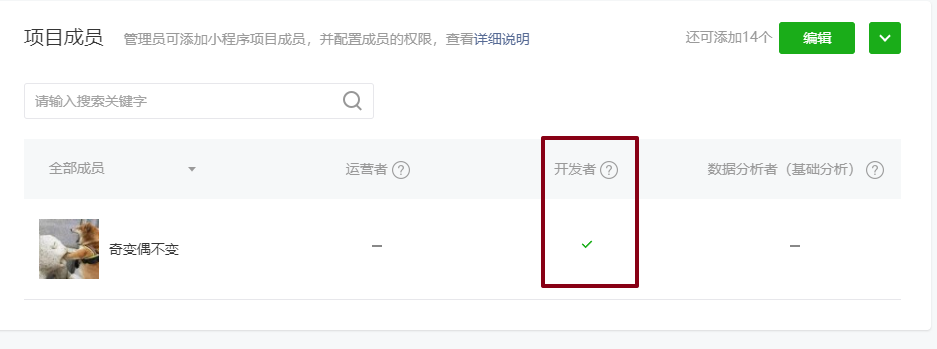 项目成员 管理员可添加小程序项目成员，并配置成员的权限，查看详细说明 还可添加14个 编辑
请输入搜索关键字
全部成员 运营者 ? 开发者 ? 数据分析者（基础分析） ?
奇变偶不变